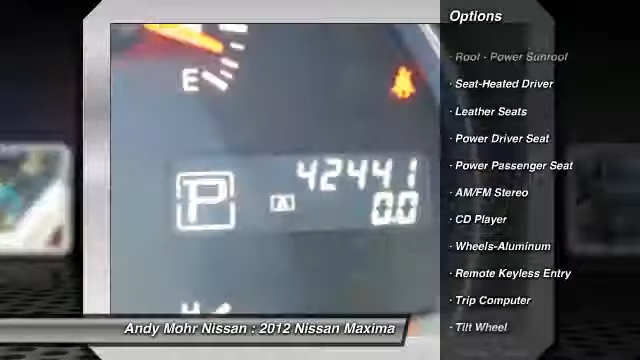 Options
· Roof - Power Sunroof
· Seat-Heated Driver
· Leather Seats
· Power Driver Seat
· Power Passenger Seat
· AM/FM Stereo
· CD Player
· Wheels-Aluminum
· Remote Keyless Entry
· Trip Computer
· Tilt Wheel
E
42441
P
A
0.0
H
Andy Mohr Nissan : 2012 Nissan Maxima